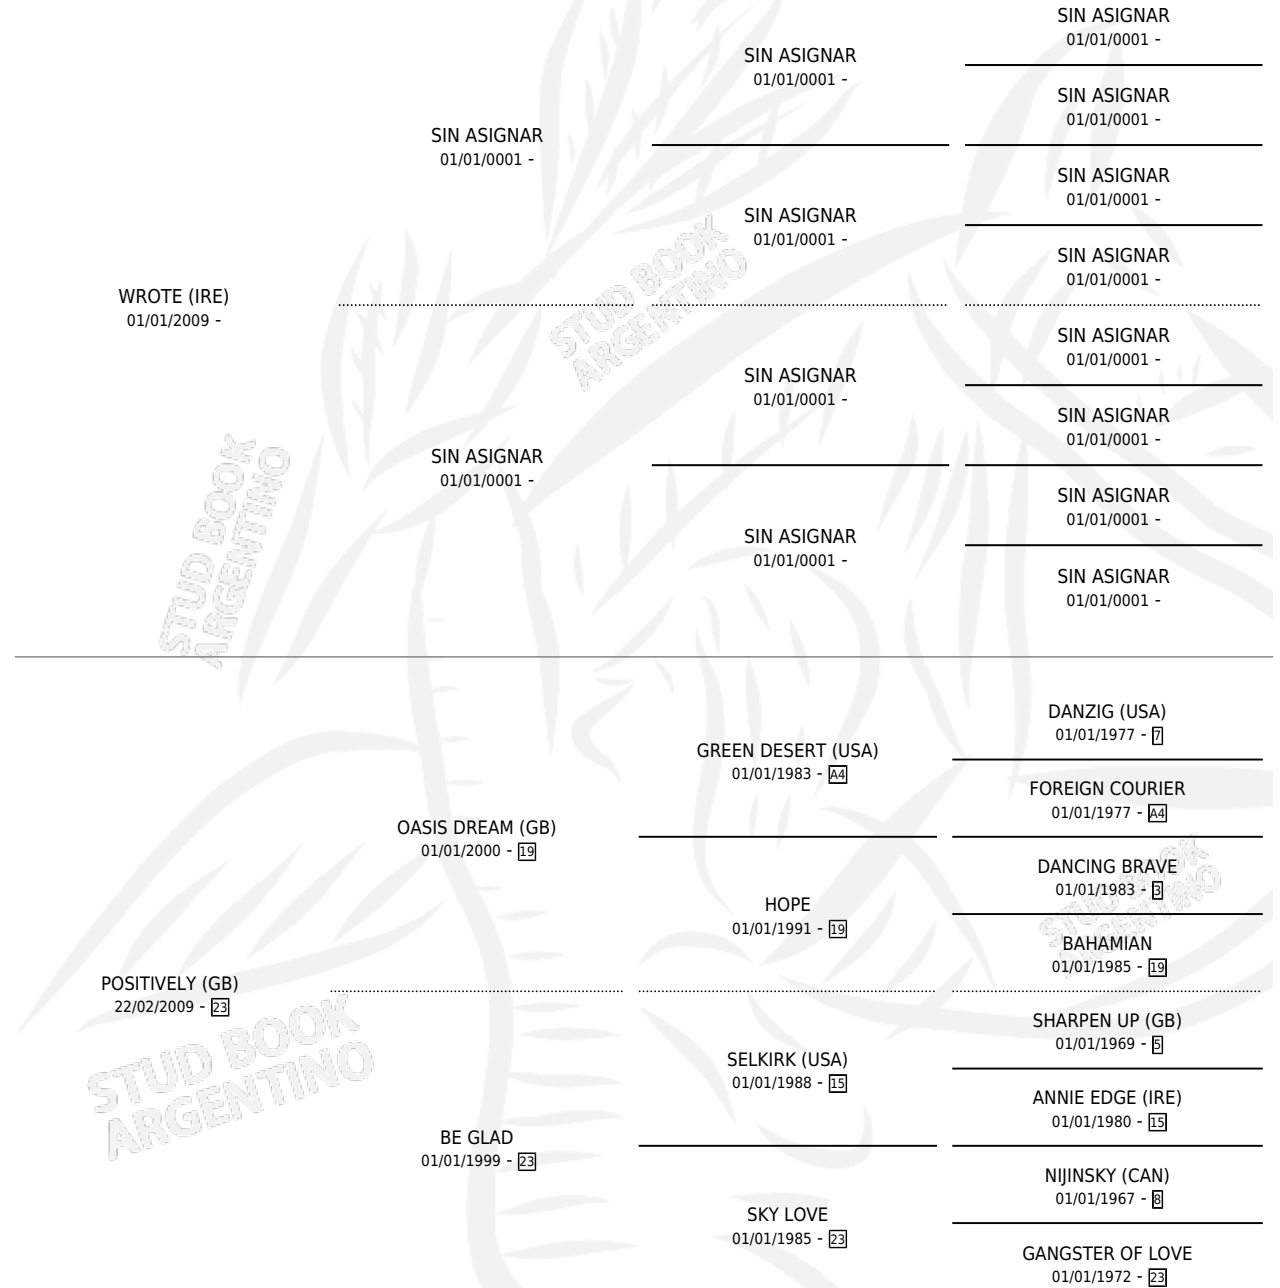 SIN ASIGNAR
01/01/0001 -
SIN ASIGNAR
01/01/0001 -
SIN ASIGNAR
01/01/0001 -
SIN ASIGNAR
01/01/0001 -
SIN ASIGNAR
01/01/0001 -
SIN ASIGNAR
01/01/0001 -
SIN ASIGNAR
01/01/0001 -
WROTE (IRE)
01/01/2009 -
SIN ASIGNAR
01/01/0001 -
SIN ASIGNAR
01/01/0001 -
SIN ASIGNAR
01/01/0001 -
SIN ASIGNAR
01/01/0001 -
SIN ASIGNAR
01/01/0001 -
SIN ASIGNAR
01/01/0001 -
SIN ASIGNAR
01/01/0001 -
STUD BOOK
ARGENTINO
STUD BOOK
ARGENTINO
DANZIG (USA)
01/01/1977 - 7
GREEN DESERT (USA)
01/01/1983 - A4
FOREIGN COURIER
01/01/1977 - A4
OASIS DREAM (GB)
01/01/2000 - 19
DANCING BRAVE
01/01/1983 - 3
HOPE
01/01/1991 - 19
BAHAMIAN
01/01/1985 - 19
STUD BOOK
ARGENTINO
POSITIVELY (GB)
22/02/2009 - 23
SHARPEN UP (GB)
01/01/1969 - 5
SELKIRK (USA)
01/01/1988 - 15
ANNIE EDGE (IRE)
01/01/1980 - 15
STUD BOOK
ARGENTINO
BE GLAD
01/01/1999 - 23
NIJINSKY (CAN)
01/01/1967 - 8
SKY LOVE
01/01/1985 - 23
GANGSTER OF LOVE
01/01/1972 - 23